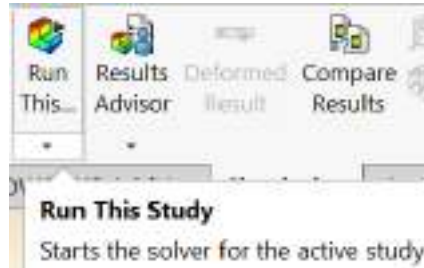 Run This...
Results Advisor
Deformed Result
Compare Results
Run This Study
Starts the solver for the active study